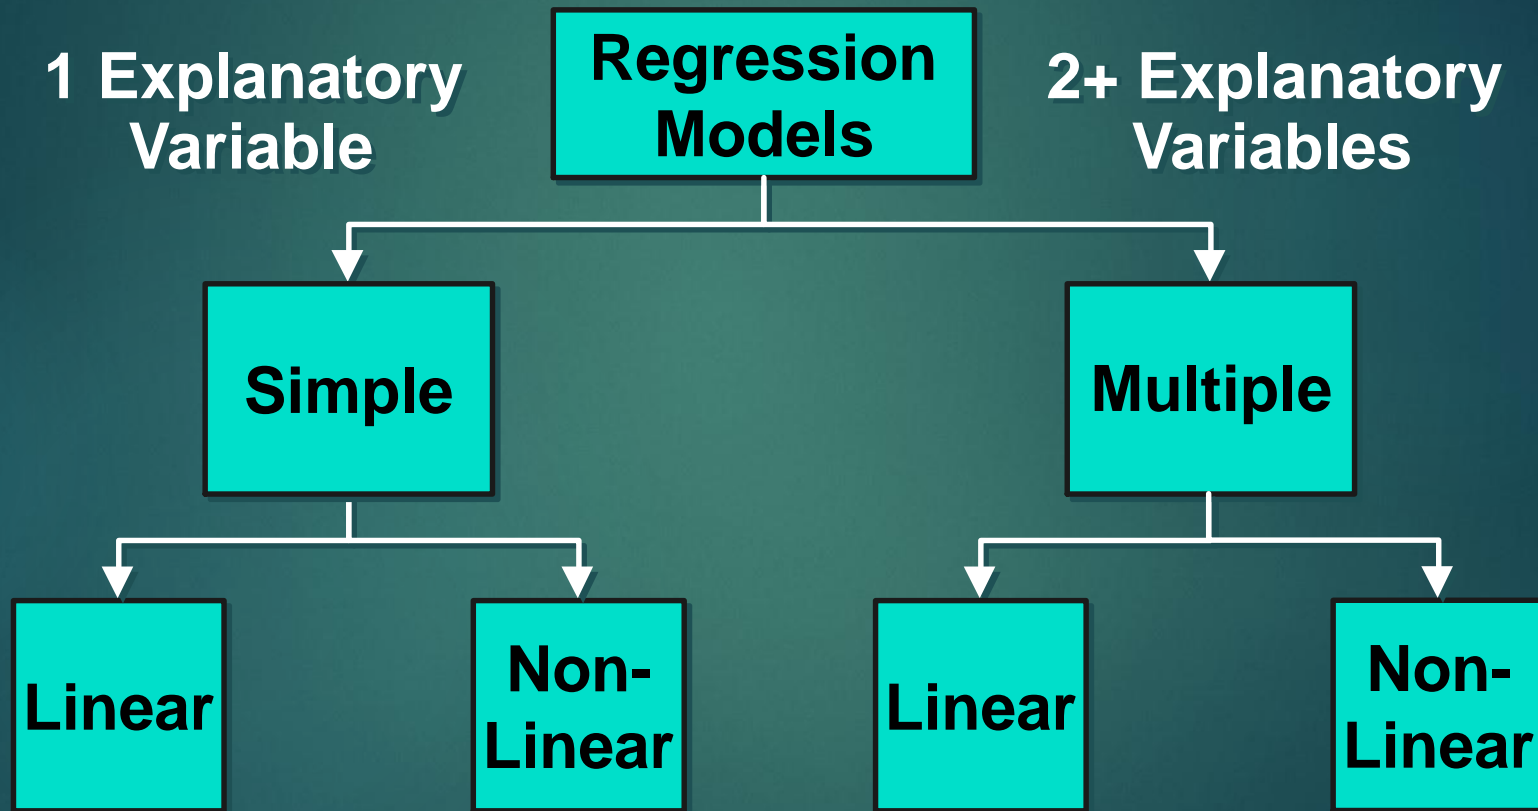 1 Explanatory
Variable
Regression
Models
2+ Explanatory
Variables
Simple
Multiple
Linear
Non-
Linear
Linear
Non-
Linear